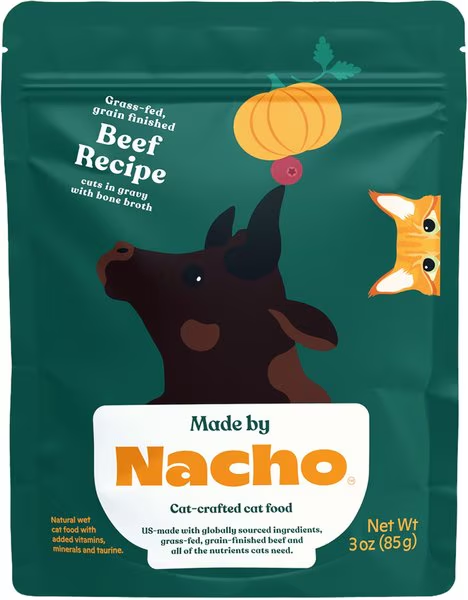 Grass-fed,
grain finished
Beef
Recipe
cuts in gravy
with bone broth
Made by
Nacho
Cat-crafted cat food
US-made with globally sourced ingredients,
grass-fed, grain-finished beef and
all of the nutrients cats need.
Natural wet
cat food with
added vitamins,
minerals and taurine.
Net Wt
3 oz (85g)